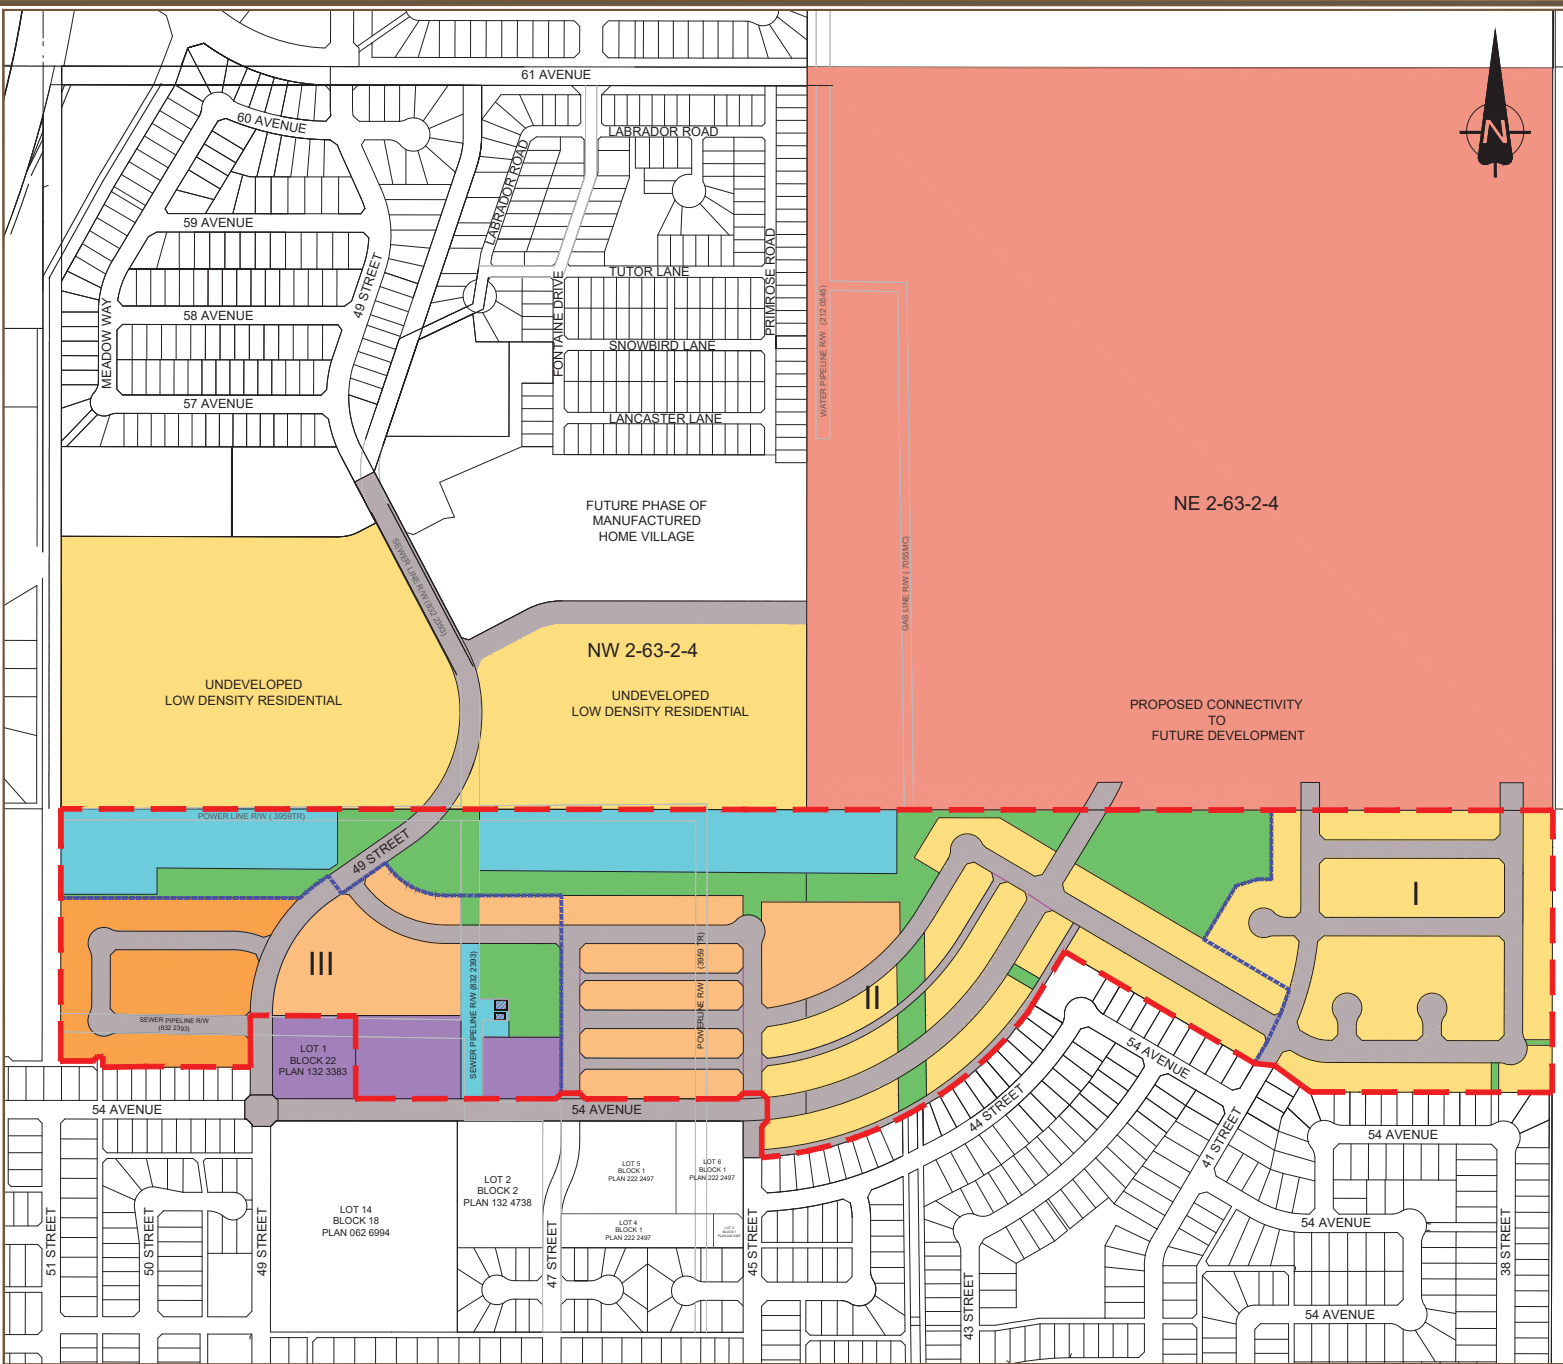 61 AVENUE
60 AVENUE
LABRADOR ROAD
LABRADOR ROAD
N
59 AVENUE
49 STREET
TUTOR LANE
PRIMROSE ROAD
FONTAINE DRIVE
MEADOW WAY
58 AVENUE
SNOWBIRD LANE
WATER PIPELINE R/W (212 0545)
57 AVENUE
LANCASTER LANE
FUTURE PHASE OF
MANUFACTURED
HOME VILLAGE
NE 2-63-2-4
SEWER LINE R/W (832 2393)
GAS LINE R/W ( 7055MC)
NW 2-63-2-4
UNDEVELOPED
LOW DENSITY RESIDENTIAL
UNDEVELOPED
LOW DENSITY RESIDENTIAL
PROPOSED CONNECTIVITY
TO
FUTURE DEVELOPMENT
POWER LINE R/W ( 3959TR)
49 STREET
I
III
II
SEWER PIPELINE R/W (832 2393)
POWERLINE R/W (3959 TR)
SEWER PIPELINE R/W
(832 2393)
LOT 1
BLOCK 22
PLAN 132 3383
54 AVENUE
54 AVENUE
54 AVENUE
44 STREET
41 STREET
54 AVENUE
LOT 14
BLOCK 18
PLAN 062 6994
LOT 2
BLOCK 2
PLAN 132 4738
LOT 5
BLOCK 1
PLAN 222 2497
LOT 6
BLOCK 1
PLAN 222 2497
LOT 4
BLOCK 1
PLAN 222 2497
54 AVENUE
51 STREET
50 STREET
49 STREET
47 STREET
45 STREET
43 STREET
38 STREET
54 AVENUE